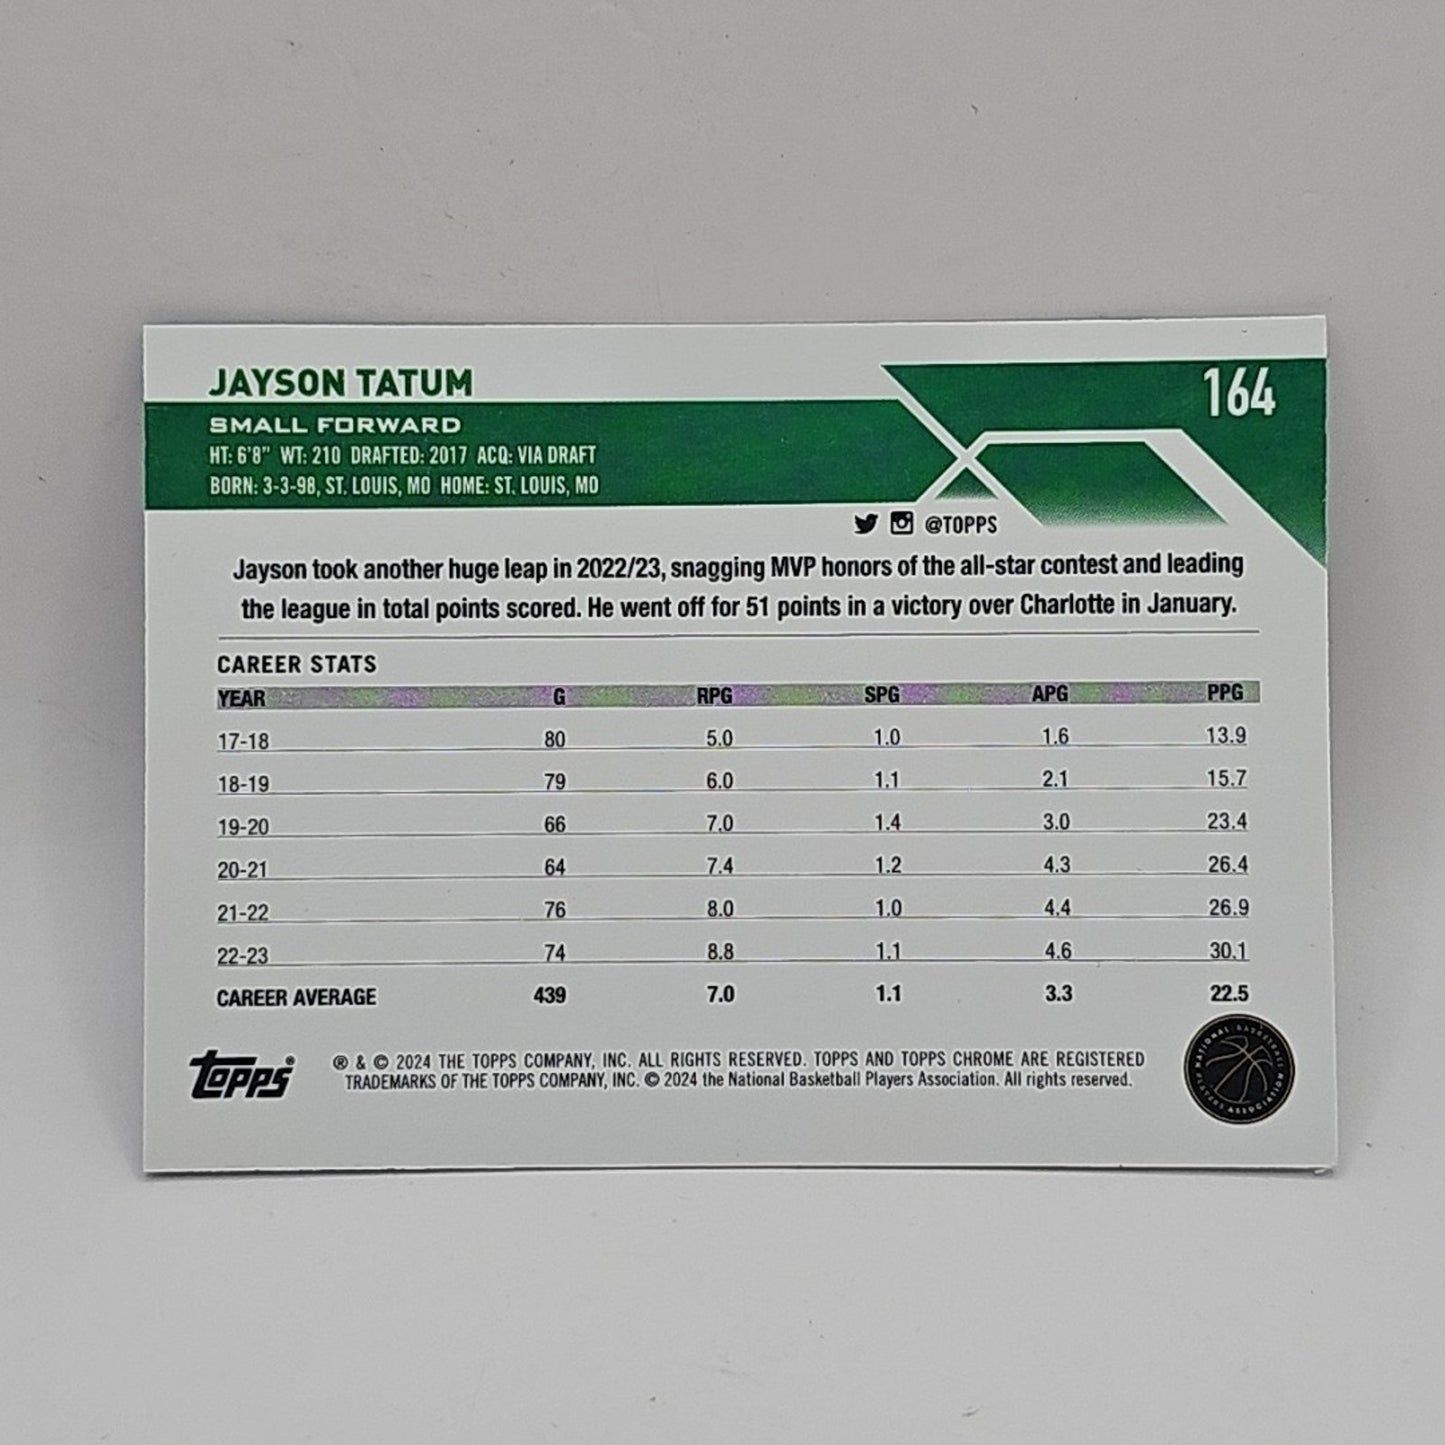 JAYSON TATUM
164
SMALL FORWARD
HT: 6'8" WT: 210 DRAFTED: 2017 ACQ: VIA DRAFT
BORN: 3-3-98, ST. LOUIS, MO HOME: ST. LOUIS, MO
@TOPPS
Jayson took another huge leap in 2022/23, snagging MVP honors of the all-star contest and leading
the league in total points scored. He went off for 51 points in a victory over Charlotte in January.
CAREER STATS
YEAR G RPG SPG APG PPG
17-18 80 5.0 1.0 1.6 13.9
18-19 79 6.0 1.1 2.1 15.7
19-20 66 7.0 1.4 3.0 23.4
20-21 64 7.4 1.2 4.3 26.4
21-22 76 8.0 1.0 4.4 26.9
22-23 74 8.8 1.1 4.6 30.1
CAREER AVERAGE 439 7.0 1.1 3.3 22.5
topps®
® & © 2024 THE TOPPS COMPANY, INC. ALL RIGHTS RESERVED. TOPPS AND TOPPS CHROME ARE REGISTERED
TRADEMARKS OF THE TOPPS COMPANY, INC. © 2024 the National Basketball Players Association. All rights reserved.
NATIONAL BASKETBALL PLAYERS ASSOCIATION